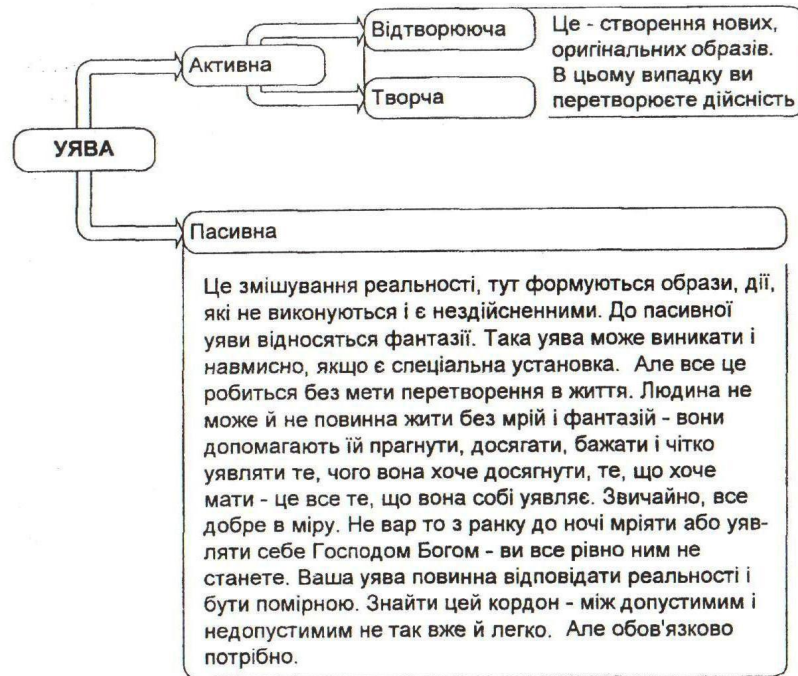 Відтворююча
Це - створення нових,
оригінальних образів.
В цьому випадку ви
перетворюєте дійсність
Активна
Творча
УЯВА
Пасивна
Це змішування реальності, тут формуються образи, дії,
які не виконуються і є нездійсненними. До пасивної
уяви відносяться фантазії. Така уява може виникати і
навмисно, якщо є спеціальна установка. Але все це
робиться без мети перетворення в життя. Людина не
може й не повинна жити без мрій і фантазій - вони
допомагають їй прагнути, досягати, бажати і чітко
уявляти те, чого вона хоче досягнути, те, що хоче
мати - це все те, що вона собі уявляє. Звичайно, все
добре в міру. Не вар то з ранку до ночі мріяти або уяв-
ляти себе Господом Богом - ви все рівно ним не
станете. Ваша уява повинна відповідати реальності і
бути помірною. Знайти цей кордон - між допустимим і
недопустимим не так вже й легко. Але обов'язково
потрібно.